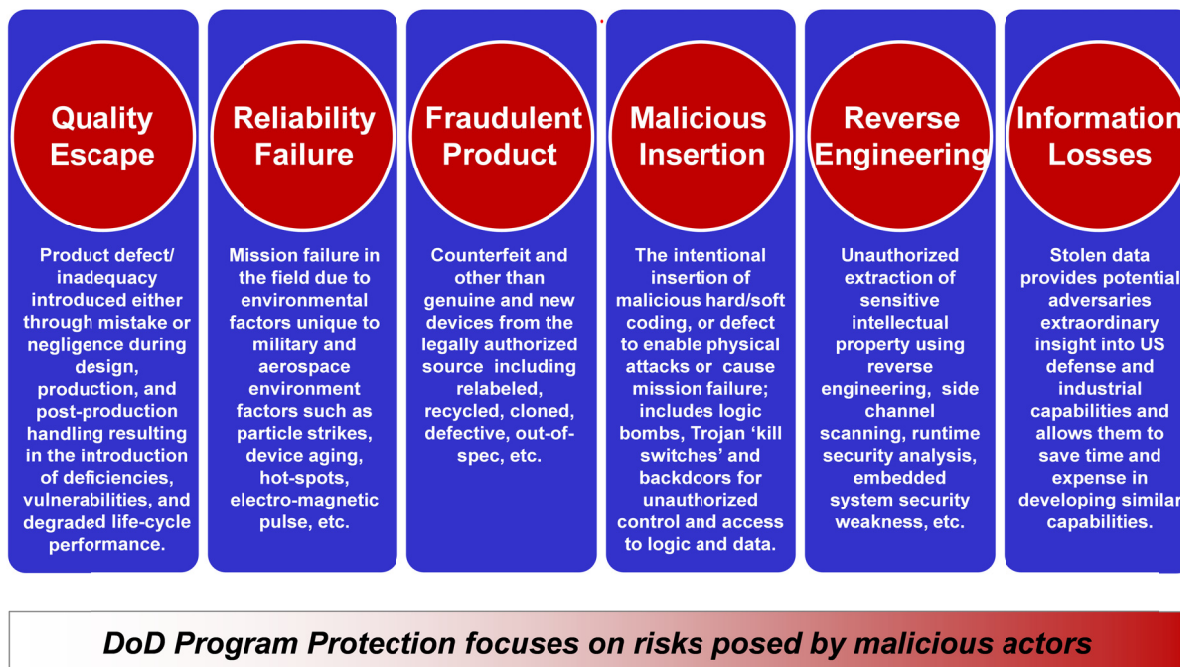 Quality
Escape
Product defect/
inadequacy
introduced either
through mistake or
negligence during
design,
production, and
post-production
handling resulting
in the introduction
of deficiencies,
vulnerabilities, and
degraded life-cycle
performance.
Reliability
Failure
Mission failure in
the field due to
environmental
factors unique to
military and
aerospace
environment
factors such as
particle strikes,
device aging,
hot-spots,
electro-magnetic
pulse, etc.
Fraudulent
Product
Counterfeit and
other than
genuine and new
devices from the
legally authorized
source including
relabeled,
recycled, cloned,
defective, out-of-
spec, etc.
Malicious
Insertion
The intentional
insertion of
malicious hard/soft
coding, or defect
to enable physical
attacks or cause
mission failure;
includes logic
bombs, Trojan ‘kill
switches’ and
backdoors for
unauthorized
control and access
to logic and data.
Reverse
Engineering
Unauthorized
extraction of
sensitive
intellectual
property using
reverse
engineering, side
channel
scanning, runtime
security analysis,
embedded
system security
weakness, etc.
Information
Losses
Stolen data
provides potential
adversaries
extraordinary
insight into US
defense and
industrial
capabilities and
allows them to
save time and
expense in
developing similar
capabilities.
DoD Program Protection focuses on risks posed by malicious actors